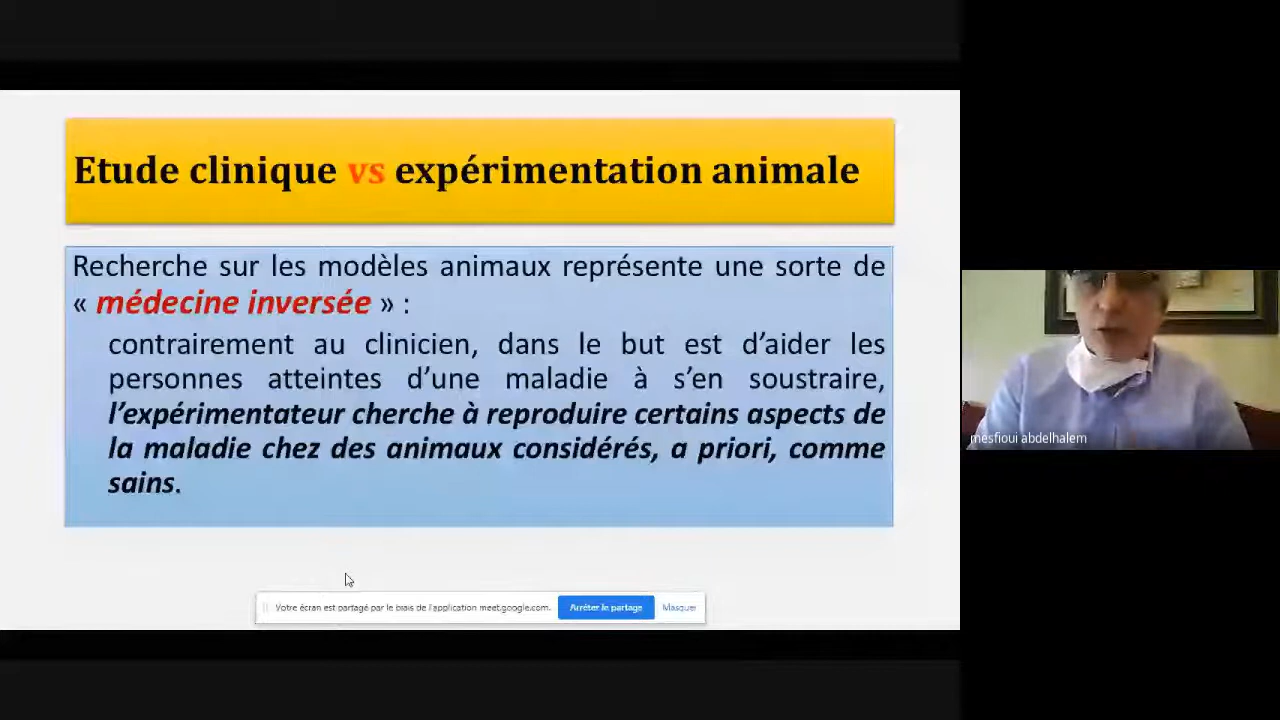 Etude clinique vs expérimentation animale
Recherche sur les modèles animaux représente une sorte de
« médecine inversée » :
contrairement au clinicien, dans le but est d’aider les
personnes atteintes d’une maladie à s’en soustraire,
l’expérimentateur cherche à reproduire certains aspects de
la maladie chez des animaux considérés, a priori, comme
sains.
mesfioui abdelhalem
Votre écran est partagé par le biais de l'application meet.google.com.
Arrêter le partage
Masquer